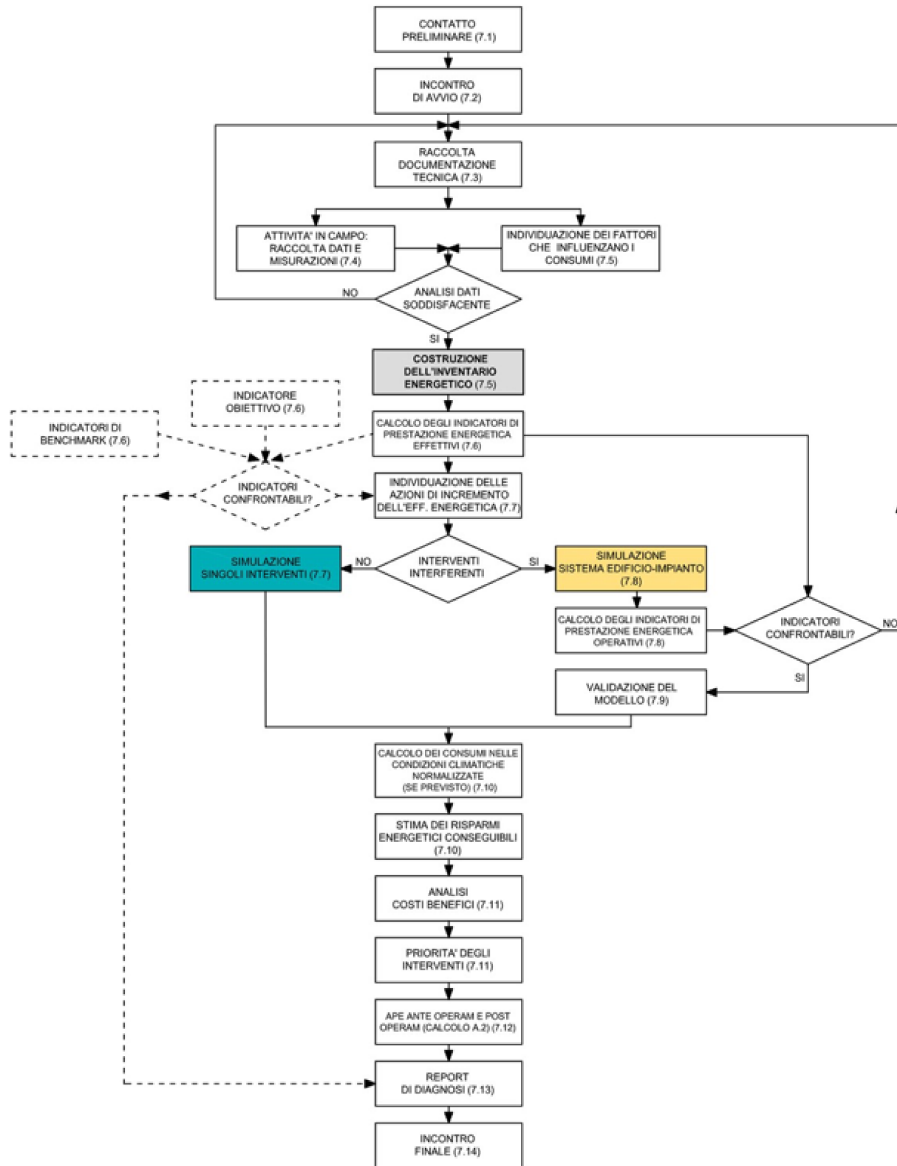 CONTATTO
PRELIMINARE (7.1)
INCONTRO
DI AVVIO (7.2)
RACCOLTA
DOCUMENTAZIONE
TECNICA (7.3)
ATTIVITA' IN CAMPO:
RACCOLTA DATI E
MISURAZIONI (7.4)
INDIVIDUAZIONE DEI FATTORI
CHE INFLUENZANO I
CONSUMI (7.5)
NO
ANALISI DATI
SODDISFACENTE
SI
COSTRUZIONE
DELL'INVENTARIO
ENERGETICO (7.5)
INDICATORE
OBIETTIVO (7.6)
INDICATORI DI
BENCHMARK (7.6)
CALCOLO DEGLI INDICATORI DI
PRESTAZIONE ENERGETICA
EFFETTIVI (7.6)
INDICATORI
CONFRONTABILI?
INDIVIDUAZIONE DELLE
AZIONI DI INCREMENTO
DELL'EFF. ENERGETICA (7.7)
SIMULAZIONE
SINGOLI INTERVENTI (7.7)
NO
INTERVENTI
INTERFERENTI
SI
SIMULAZIONE
SISTEMA EDIFICIO-IMPIANTO
(7.8)
CALCOLO DEGLI INDICATORI DI
PRESTAZIONE ENERGETICA
OPERATIVI (7.8)
INDICATORI
CONFRONTABILI?
NO
SI
VALIDAZIONE DEL
MODELLO (7.9)
CALCOLO DEI CONSUMI NELLE
CONDIZIONI CLIMATICHE
NORMALIZZATE
(SE PREVISTO) (7.10)
STIMA DEI RISPARMI
ENERGETICI CONSEGUIBILI
(7.10)
ANALISI
COSTI BENEFICI (7.11)
PRIORITA' DEGLI
INTERVENTI (7.11)
APE ANTE OPERAM E POST
OPERAM (CALCOLO A.2) (7.12)
REPORT
DI DIAGNOSI (7.13)
INCONTRO
FINALE (7.14)